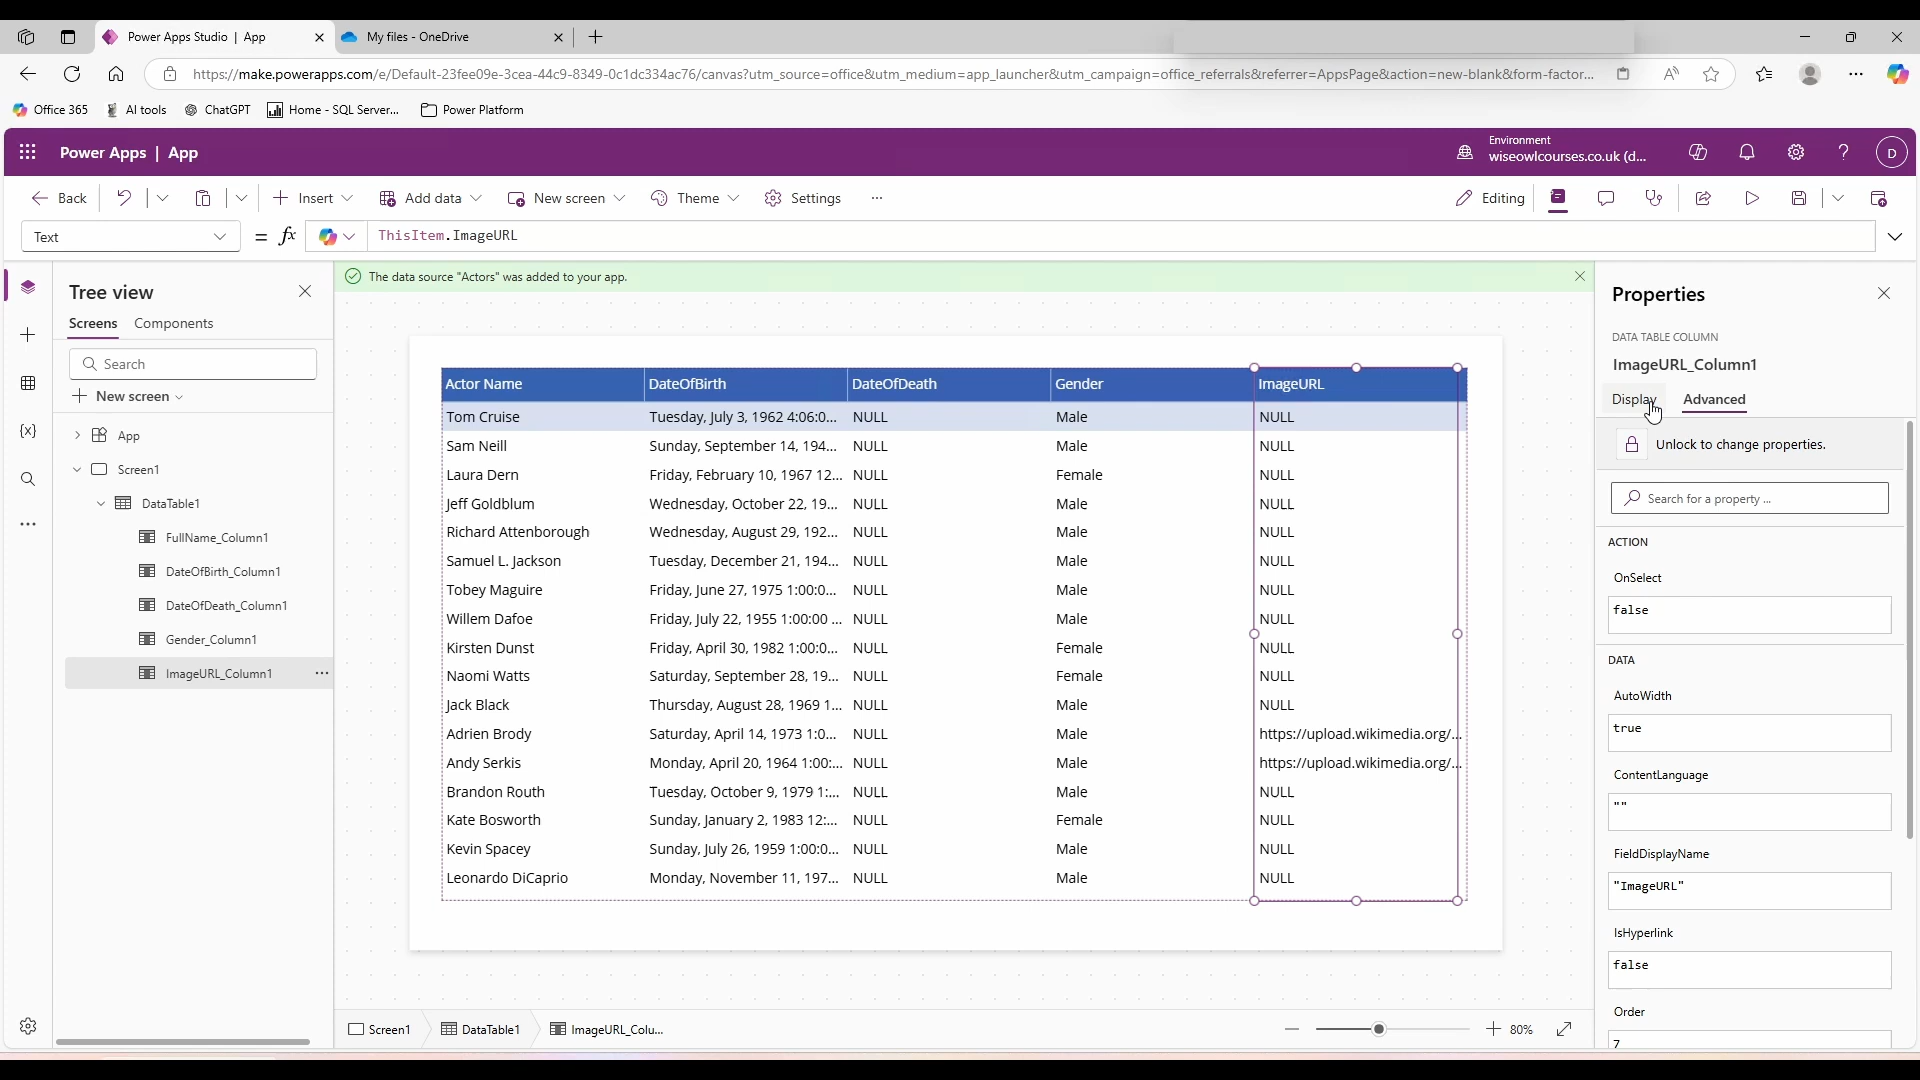 Power Apps Studio | App
My files - OneDrive
https://make.powerapps.com/e/Default-23fee09e-3cea-44c9-8349-0c1dc334ac76/canvas?utm_source=office&utm_medium=app_launcher&utm_campaign=office_referrals&referrer=AppsPage&action=new-blank&form-factor...
Office 365
AI tools
ChatGPT
Home - SQL Server...
Power Platform
Power Apps | App
Environment
wiseowlcourses.co.uk (d...
D
Back
Insert
Add data
New screen
Theme
Settings
Editing
Text
= fx
ThisItem.ImageURL
Tree view
Screens
Components
Search
New screen
App
Screen1
DataTable1
FullName_Column1
DateOfBirth_Column1
DateOfDeath_Column1
Gender_Column1
ImageURL_Column1
The data source "Actors" was added to your app.
Actor Name DateOfBirth DateOfDeath Gender ImageURL
Tom Cruise Tuesday, July 3, 1962 4:06:0... NULL Male NULL
Sam Neill Sunday, September 14, 194... NULL Male NULL
Laura Dern Friday, February 10, 1967 12... NULL Female NULL
Jeff Goldblum Wednesday, October 22, 19... NULL Male NULL
Richard Attenborough Wednesday, August 29, 192... NULL Male NULL
Samuel L. Jackson Tuesday, December 21, 194... NULL Male NULL
Tobey Maguire Friday, June 27, 1975 1:00:0... NULL Male NULL
Willem Dafoe Friday, July 22, 1955 1:00:00 ... NULL Male NULL
Kirsten Dunst Friday, April 30, 1982 1:00:0... NULL Female NULL
Naomi Watts Saturday, September 28, 19... NULL Female NULL
Jack Black Thursday, August 28, 1969 1... NULL Male NULL
Adrien Brody Saturday, April 14, 1973 1:0... NULL Male https://upload.wikimedia.org/...
Andy Serkis Monday, April 20, 1964 1:00:... NULL Male https://upload.wikimedia.org/...
Brandon Routh Tuesday, October 9, 1979 1:... NULL Male NULL
Kate Bosworth Sunday, January 2, 1983 12:... NULL Female NULL
Kevin Spacey Sunday, July 26, 1959 1:00:0... NULL Male NULL
Leonardo DiCaprio Monday, November 11, 197... NULL Male NULL
Screen1
DataTable1
ImageURL_Colu...
80%
Properties
DATA TABLE COLUMN
ImageURL_Column1
Display
Advanced
Unlock to change properties.
Search for a property ...
ACTION
OnSelect
false
DATA
AutoWidth
true
ContentLanguage
""
FieldDisplayName
"ImageURL"
IsHyperlink
false
Order
7